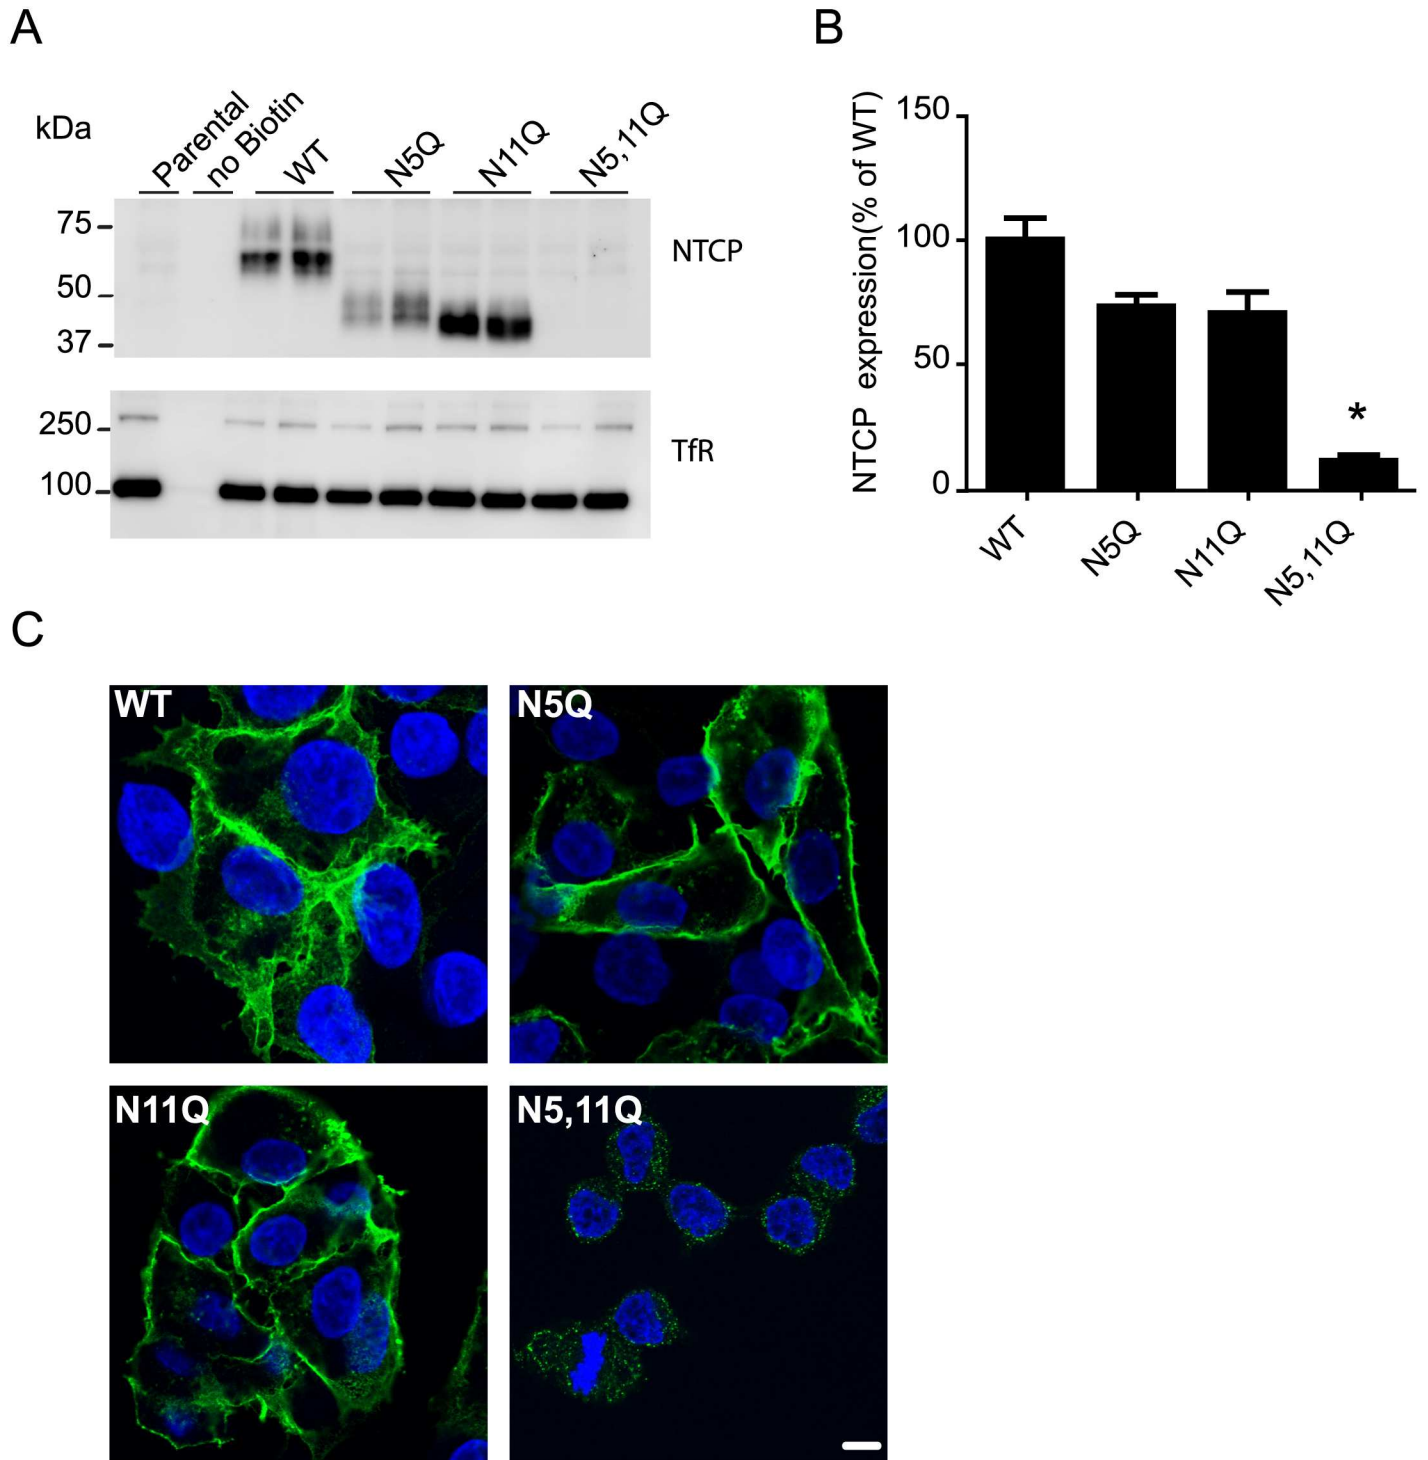 A
kDa
Parental
no Biotin
WT
N5Q
N11Q
N5,11Q
75
50
37
NTCP
250
100
TfR
B
NTCP expression(% of WT)
150
100
50
0
*
WT
N5Q
N11Q
N5,11Q
C
WT
N5Q
N11Q
N5,11Q